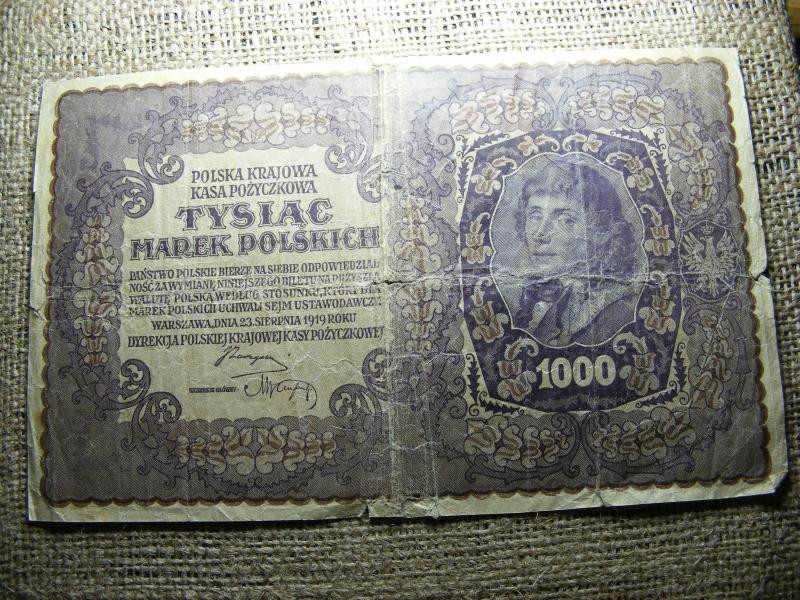 POLSKA KRAJOWA
KASA POŻYCZKOWA
TYSIĄC
MAREK POLSKICH
PAŃSTWO POLSKIE BIERZE NA SIEBIE ODPOWIEDZIAL
NOŚĆ ZA WYMIANĘ NINIEJSZEGO BILETU NA PRZYSZŁĄ
WALUTĘ POLSKĄ WEDŁUG STOSUNKU, KTÓRY DLA
MAREK POLSKICH UCHWALI SEJM USTAWODAWCZY.
WARSZAWA, DNIA 23. SIERPNIA 1919 ROKU
DYREKCJA POLSKIEJ KRAJOWEJ KASY POŻYCZKOWEJ
1000